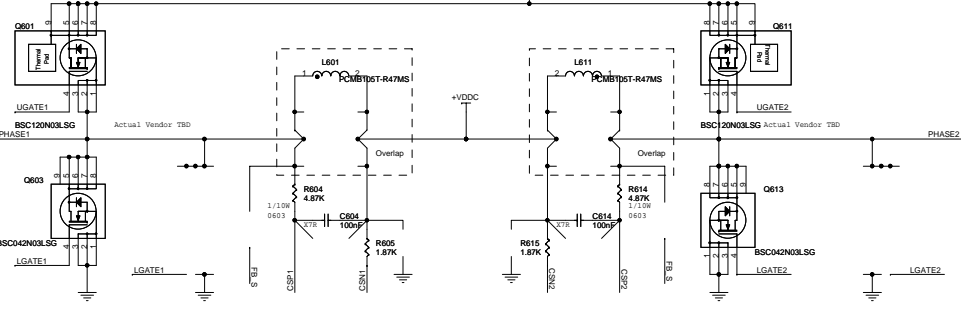 Q601
9 5 6 7 8
Thermal Pad
4 3 2 1
UGATE1
BSC120N03LSG
Actual Vendor TBD
PHASE1
Q603
9 5 6 7 8
BSC042N03LSG
4 3 2 1
LGATE1
LGATE1
L601
1 2
PCMB105T-R47MS
Overlap
R604
4.87K
1/10W
0603
X7R
C604
100nF
R605
1.87K
FB_S
CSP1
CSN1
+VDDC
L611
2 1
PCMB105T-R47MS
Overlap
R614
4.87K
1/10W
0603
X7R
C614
100nF
R615
1.87K
CSN2
CSP2
FB_S
Q611
8 7 6 5 9
Thermal Pad
1 2 3 4
UGATE2
BSC120N03LSG
Actual Vendor TBD
PHASE2
Q613
8 7 6 5 9
BSC042N03LSG
1 2 3 4
LGATE2
LGATE2